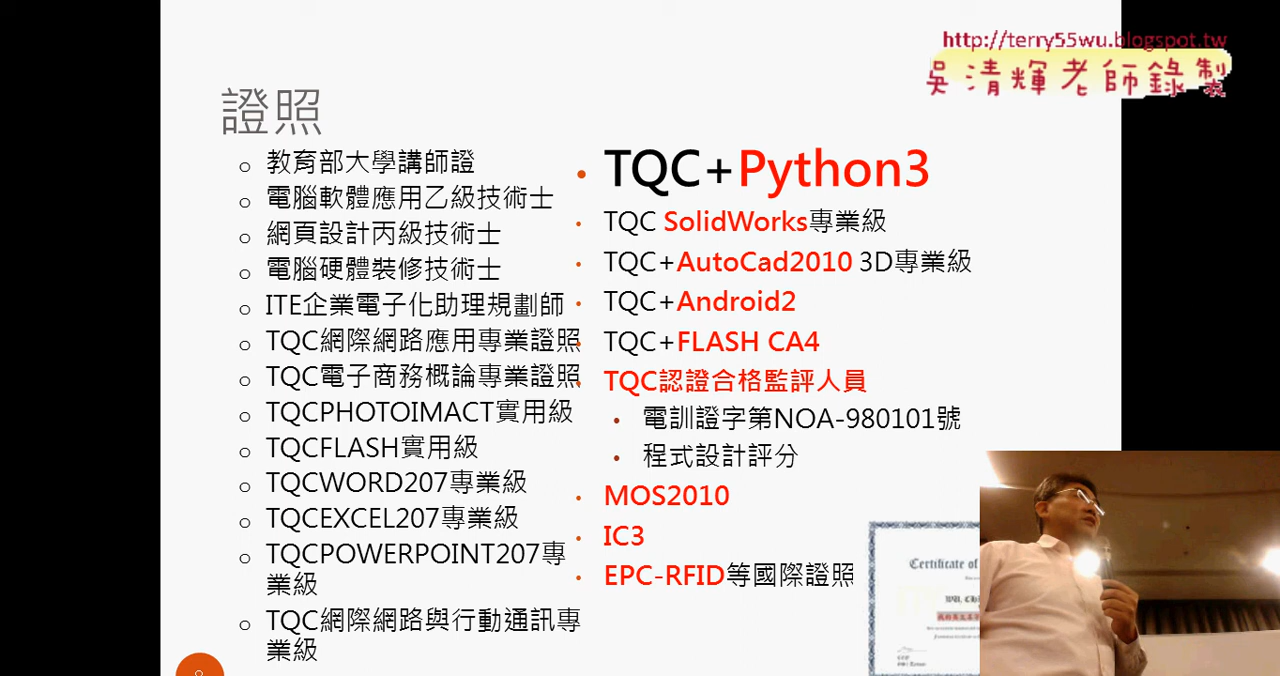 http://terry55wu.blogspot.tw
吳清輝老師錄製
證照
教育部大學講師證
電腦軟體應用乙級技術士
網頁設計丙級技術士
電腦硬體裝修技術士
ITE企業電子化助理規劃師
TQC網際網路應用專業證照
TQC電子商務概論專業證照
TQCPHOTOIMACT實用級
TQCFLASH實用級
TQCWORD207專業級
TQCEXCEL207專業級
TQCPOWERPOINT207專
業級
TQC網際網路與行動通訊專
業級
TQC+Python3
TQC SolidWorks專業級
TQC+AutoCad2010 3D專業級
TQC+Android2
TQC+FLASH CA4
TQC認證合格監評人員
電訓證字第NOA-980101號
程式設計評分
MOS2010
IC3
EPC-RFID等國際證照
Certificate of